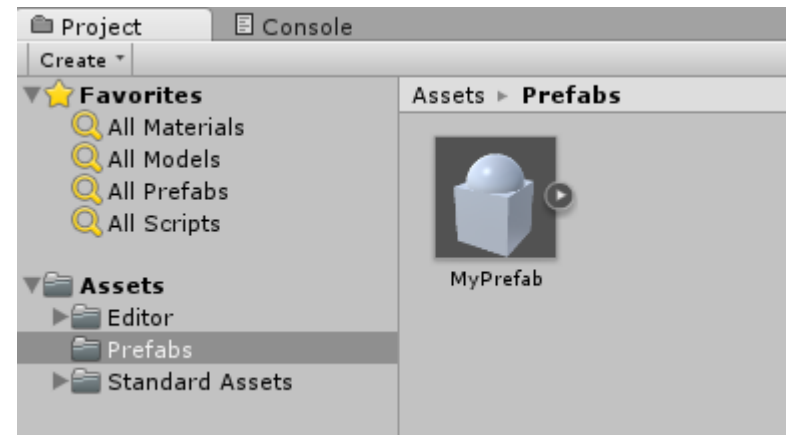 Project
Console
Create
Favorites
All Materials
All Models
All Prefabs
All Scripts
Assets
Editor
Prefabs
Standard Assets
Assets Prefabs
MyPrefab